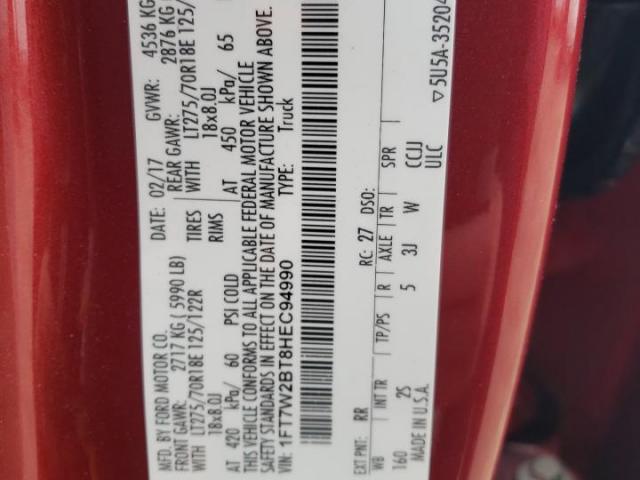 MFD. BY FORD MOTOR CO.
DATE: 02/17 GVWR: 4536 KG
FRONT GAWR: 2717 KG ( 5990 LB) REAR GAWR: 2876 KG
WITH LT275/70R18E 125/122R TIRES WITH LT275/70R18E 125/
18x8.0J RIMS 18x8.0J
AT 420 kPa/ 60 PSI COLD AT 450 kPa/ 65
THIS VEHICLE CONFORMS TO ALL APPLICABLE FEDERAL MOTOR VEHICLE
SAFETY STANDARDS IN EFFECT ON THE DATE OF MANUFACTURE SHOWN ABOVE.
VIN: 1FT7W2BT8HEC94990 TYPE: Truck
EXT PNT: RR RC: 27 DSO:
WB INT TR TP/PS R AXLE TR SPR
160 2S 5 3J W CCJJ
MADE IN U.S.A. ULC
▽5U5A-35204